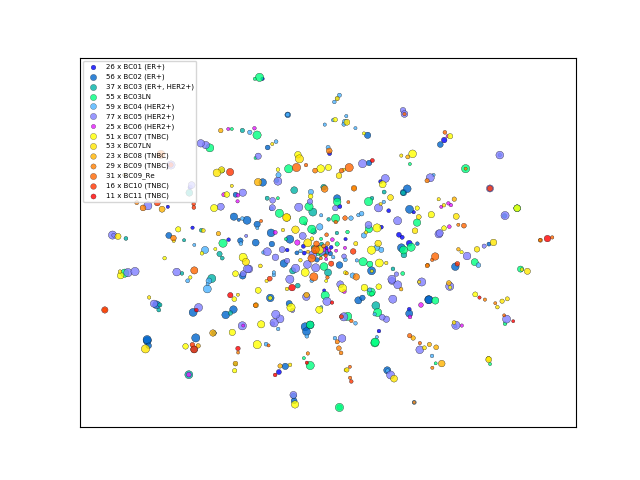 26 x BC01 (ER+)
56 x BC02 (ER+)
37 x BC03 (ER+, HER2+)
55 x BC03LN
59 x BC04 (HER2+)
77 x BC05 (HER2+)
25 x BC06 (HER2+)
51 x BC07 (TNBC)
53 x BC07LN
23 x BC08 (TNBC)
29 x BC09 (TNBC)
31 x BC09_Re
16 x BC10 (TNBC)
11 x BC11 (TNBC)